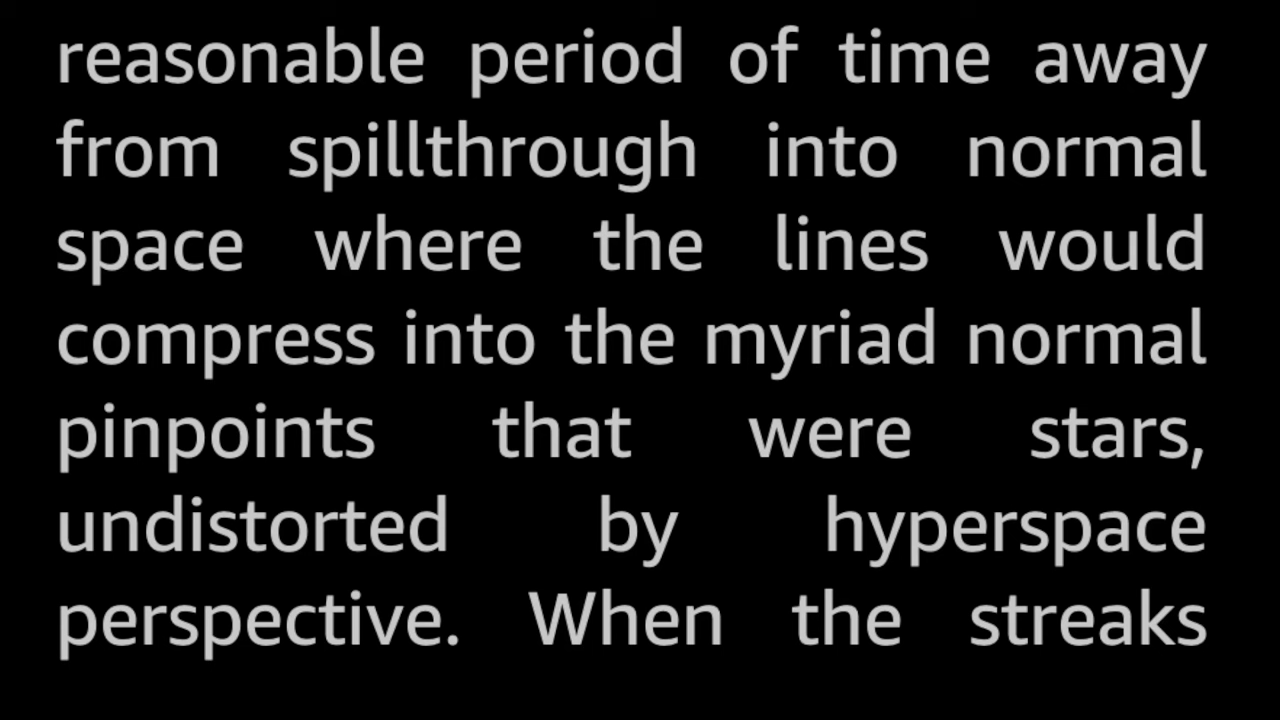 reasonable period of time away
from spillthrough into normal
space where the lines would
compress into the myriad normal
pinpoints that were stars,
undistorted by hyperspace
perspective. When the streaks